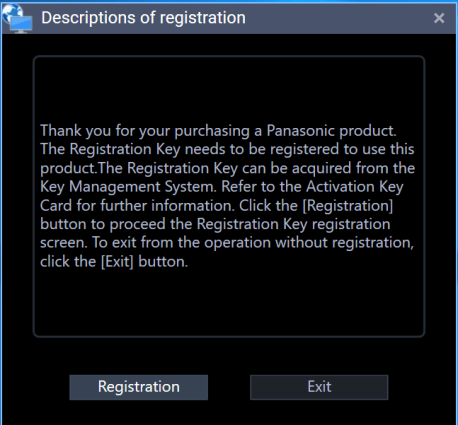 Descriptions of registration
Thank you for your purchasing a Panasonic product.
The Registration Key needs to be registered to use this
product.The Registration Key can be acquired from the
Key Management System. Refer to the Activation Key
Card for further information. Click the [Registration]
button to proceed the Registration Key registration
screen. To exit from the operation without registration,
click the [Exit] button.
Registration
Exit